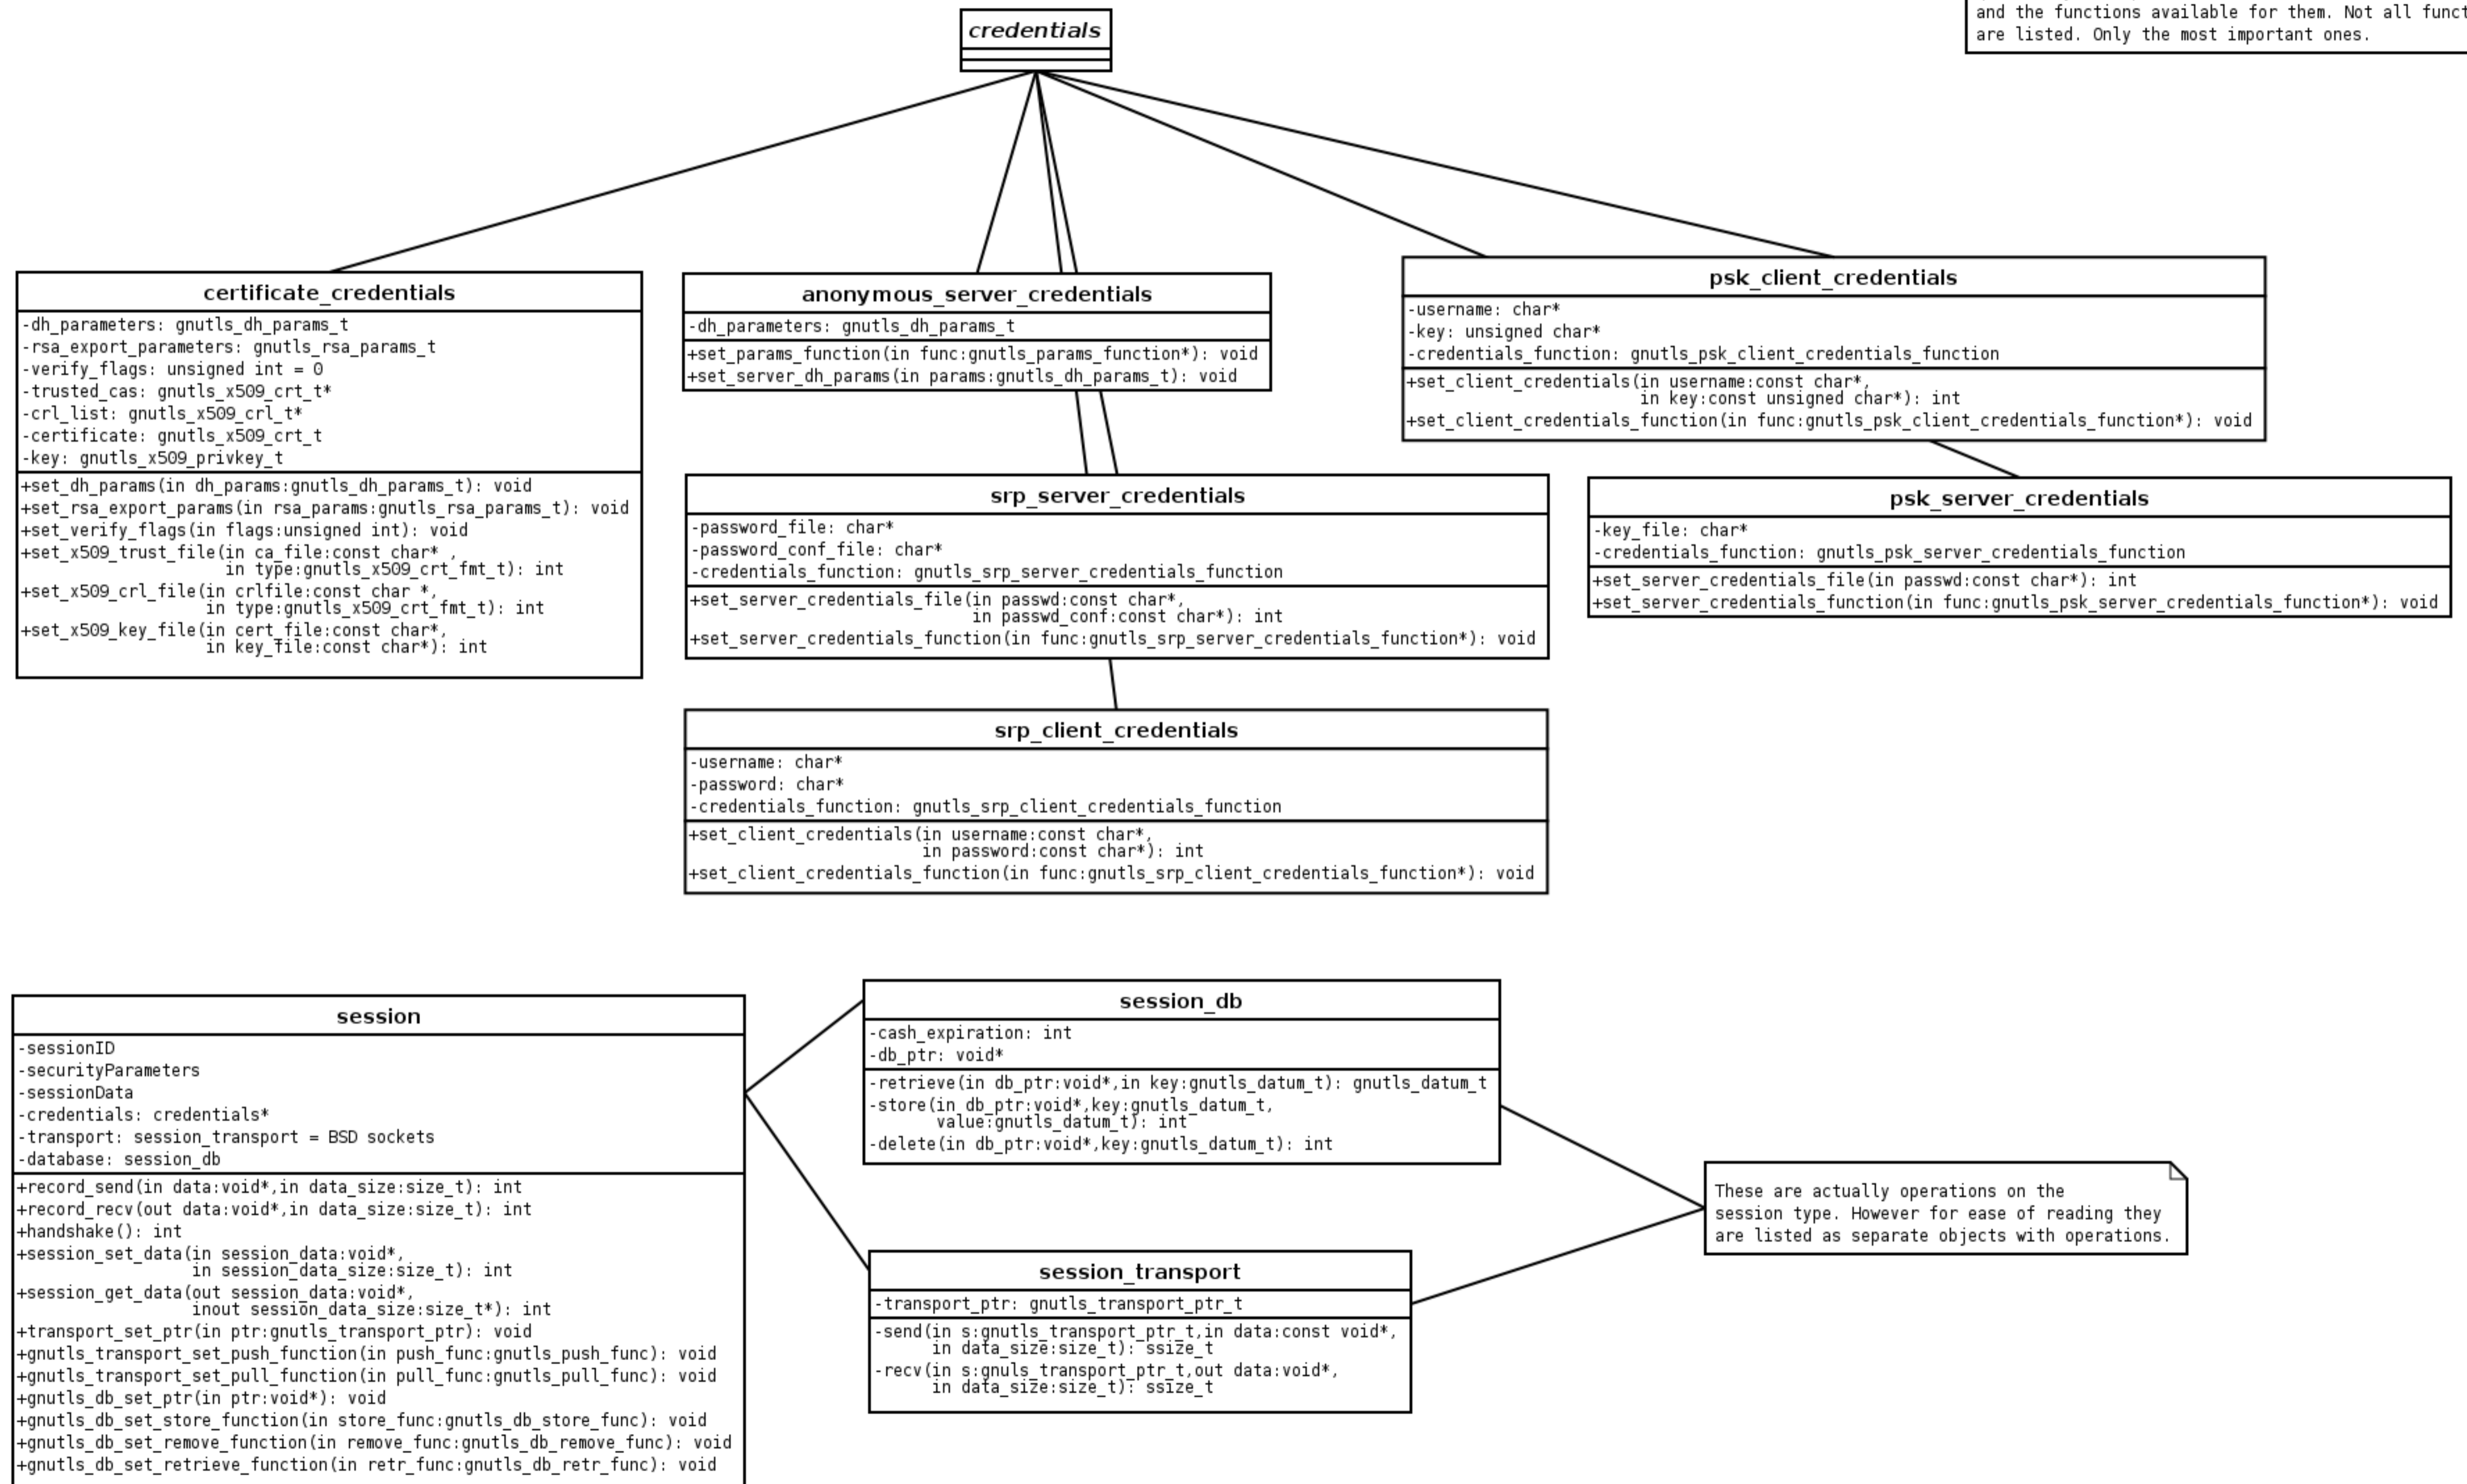 and the functions available for them. Not all
are listed. Only the most important ones.
credentials
certificate_credentials
-dh_parameters: gnutls_dh_params_t
-rsa_export_parameters: gnutls_rsa_params_t
-verify_flags: unsigned int = 0
-trusted_cas: gnutls_x509_crt_t*
-crl_list: gnutls_x509_crl_t*
-certificate: gnutls_x509_crt_t
-key: gnutls_x509_privkey_t
+set_dh_params(in dh_params:gnutls_dh_params_t): void
+set_rsa_export_params(in rsa_params:gnutls_rsa_params_t): void
+set_verify_flags(in flags:unsigned int): void
+set_x509_trust_file(in ca_file:const char* ,
in type:gnutls_x509_crt_fmt_t): int
+set_x509_crl_file(in crlfile:const char *,
in type:gnutls_x509_crt_fmt_t): int
+set_x509_key_file(in cert_file:const char*,
in key_file:const char*): int
anonymous_server_credentials
-dh_parameters: gnutls_dh_params_t
+set_params_function(in func:gnutls_params_function*): void
+set_server_dh_params(in params:gnutls_dh_params_t): void
psk_client_credentials
-username: char*
-key: unsigned char*
-credentials_function: gnutls_psk_client_credentials_function
+set_client_credentials(in username:const char*,
in key:const unsigned char*): int
+set_client_credentials_function(in func:gnutls_psk_client_credentials_function*): void
srp_server_credentials
-password_file: char*
-password_conf_file: char*
-credentials_function: gnutls_srp_server_credentials_function
+set_server_credentials_file(in passwd:const char*,
in passwd_conf:const char*): int
+set_server_credentials_function(in func:gnutls_srp_server_credentials_function*): void
psk_server_credentials
-key_file: char*
-credentials_function: gnutls_psk_server_credentials_function
+set_server_credentials_file(in passwd:const char*): int
+set_server_credentials_function(in func:gnutls_psk_server_credentials_function*): void
srp_client_credentials
-username: char*
-password: char*
-credentials_function: gnutls_srp_client_credentials_function
+set_client_credentials(in username:const char*,
in password:const char*): int
+set_client_credentials_function(in func:gnutls_srp_client_credentials_function*): void
session
-sessionID
-securityParameters
-sessionData
-credentials: credentials*
-transport: session_transport = BSD sockets
-database: session_db
+record_send(in data:void*,in data_size:size_t): int
+record_recv(out data:void*,in data_size:size_t): int
+handshake(): int
+session_set_data(in session_data:void*,
in session_data_size:size_t): int
+session_get_data(out session_data:void*,
inout session_data_size:size_t*): int
+transport_set_ptr(in ptr:gnutls_transport_ptr): void
+gnutls_transport_set_push_function(in push_func:gnutls_push_func): void
+gnutls_transport_set_pull_function(in pull_func:gnutls_pull_func): void
+gnutls_db_set_ptr(in ptr:void*): void
+gnutls_db_set_store_function(in store_func:gnutls_db_store_func): void
+gnutls_db_set_remove_function(in remove_func:gnutls_db_remove_func): void
+gnutls_db_set_retrieve_function(in retr_func:gnutls_db_retr_func): void
session_db
-cash_expiration: int
-db_ptr: void*
-retrieve(in db_ptr:void*,in key:gnutls_datum_t): gnutls_datum_t
-store(in db_ptr:void*,key:gnutls_datum_t,
value:gnutls_datum_t): int
-delete(in db_ptr:void*,key:gnutls_datum_t): int
session_transport
-transport_ptr: gnutls_transport_ptr_t
-send(in s:gnutls_transport_ptr_t,in data:const void*,
in data_size:size_t): ssize_t
-recv(in s:gnuls_transport_ptr_t,out data:void*,
in data_size:size_t): ssize_t
These are actually operations on the
session type. However for ease of reading they
are listed as separate objects with operations.